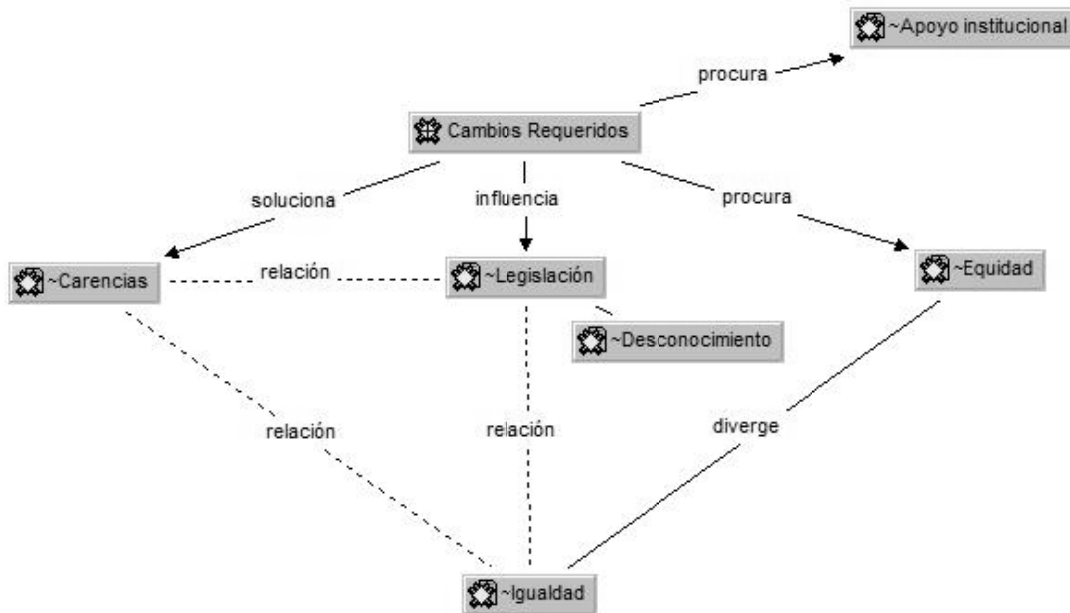 ~Apoyo institucional
procura
Cambios Requeridos
soluciona
influencia
procura
~Carencias
relación
~Legislación
~Equidad
~Desconocimiento
relación
relación
diverge
~Igualdad